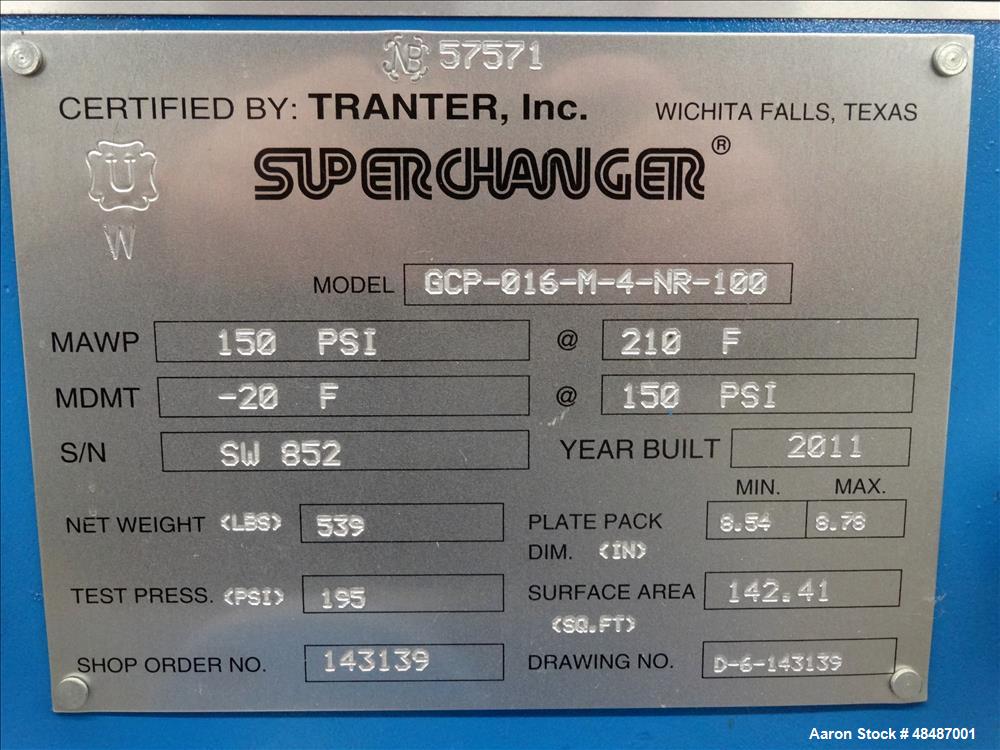 NB 57571
CERTIFIED BY: TRANTER, Inc. WICHITA FALLS, TEXAS
U SUPERCHANGER®
W
MODEL GCP-016-M-4-NR-100
MAWP 150 PSI @ 210 F
MDMT -20 F @ 150 PSI
S/N SW 852 YEAR BUILT 2011
MIN. MAX.
NET WEIGHT <LBS> 539 PLATE PACK 8.54 8.78
DIM. <IN>
TEST PRESS. <PSI> 195 SURFACE AREA 142.41
<SQ.FT>
SHOP ORDER NO. 143139 DRAWING NO. D-6-143139
Aaron Stock # 48487001